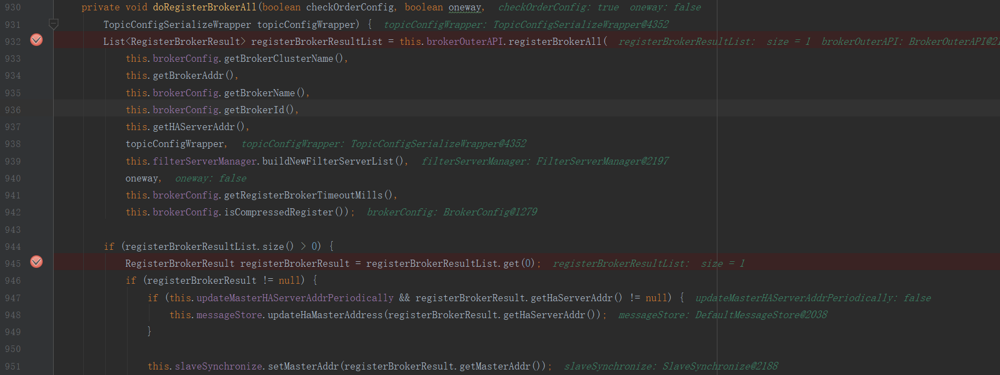 930 private void doRegisterBrokerAll(boolean checkOrderConfig, boolean oneway, checkOrderConfig: true oneway: false
931 TopicConfigSerializeWrapper topicConfigWrapper) { topicConfigWrapper: TopicConfigSerializeWrapper@4352
932 List<RegisterBrokerResult> registerBrokerResultList = this.brokerOuterAPI.registerBrokerAll( registerBrokerResultList: size = 1 brokerOuterAPI: BrokerOuterAPI@21
933 this.brokerConfig.getBrokerClusterName(),
934 this.getBrokerAddr(),
935 this.brokerConfig.getBrokerName(),
936 this.brokerConfig.getBrokerId(),
937 this.getHAServerAddr(),
938 topicConfigWrapper, topicConfigWrapper: TopicConfigSerializeWrapper@4352
939 this.filterServerManager.buildNewFilterServerList(), filterServerManager: FilterServerManager@2197
940 oneway, oneway: false
941 this.brokerConfig.getRegisterBrokerTimeoutMills(),
942 this.brokerConfig.isCompressedRegister()); brokerConfig: BrokerConfig@1279
943
944 if (registerBrokerResultList.size() > 0) {
945 RegisterBrokerResult registerBrokerResult = registerBrokerResultList.get(0); registerBrokerResultList: size = 1
946 if (registerBrokerResult != null) {
947 if (this.updateMasterHAServerAddrPeriodically && registerBrokerResult.getHaServerAddr() != null) { updateMasterHAServerAddrPeriodically: false
948 this.messageStore.updateHaMasterAddress(registerBrokerResult.getHaServerAddr()); messageStore: DefaultMessageStore@2038
949 }
950
951 this.slaveSynchronize.setMasterAddr(registerBrokerResult.getMasterAddr()); slaveSynchronize: SlaveSynchronize@2188